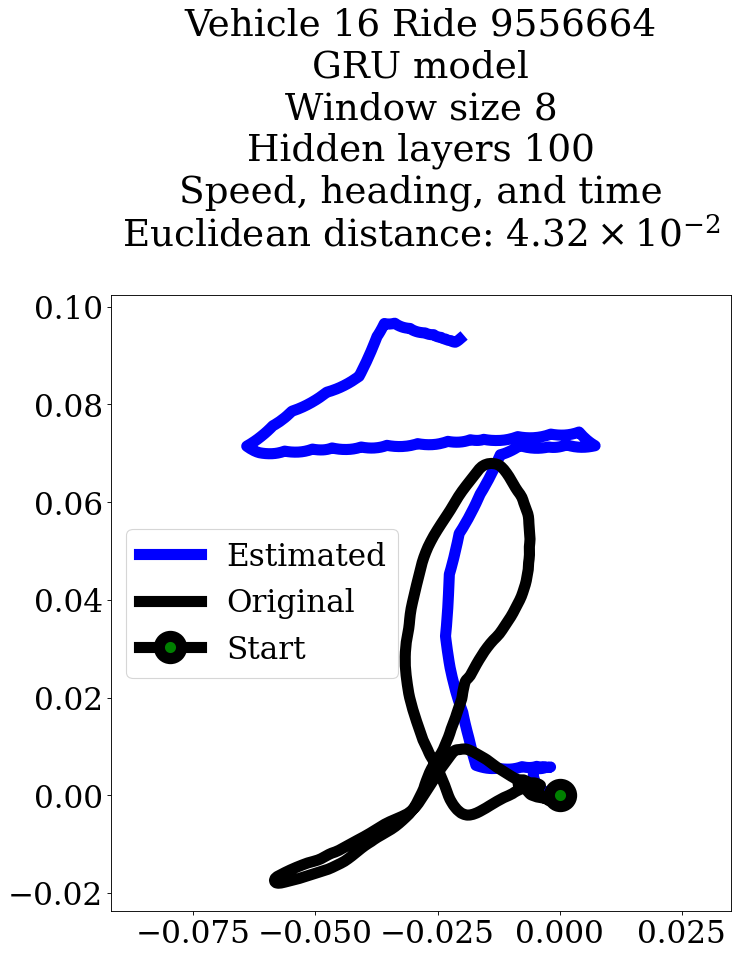 Vehicle 16 Ride 9556664
GRU model
Window size 8
Hidden layers 100
Speed, heading, and time
Euclidean distance: 4.32 × 10⁻²
0.10
0.08
0.06
0.04
0.02
0.00
−0.02
Estimated
Original
Start
−0.075 −0.050 −0.025 0.000 0.025